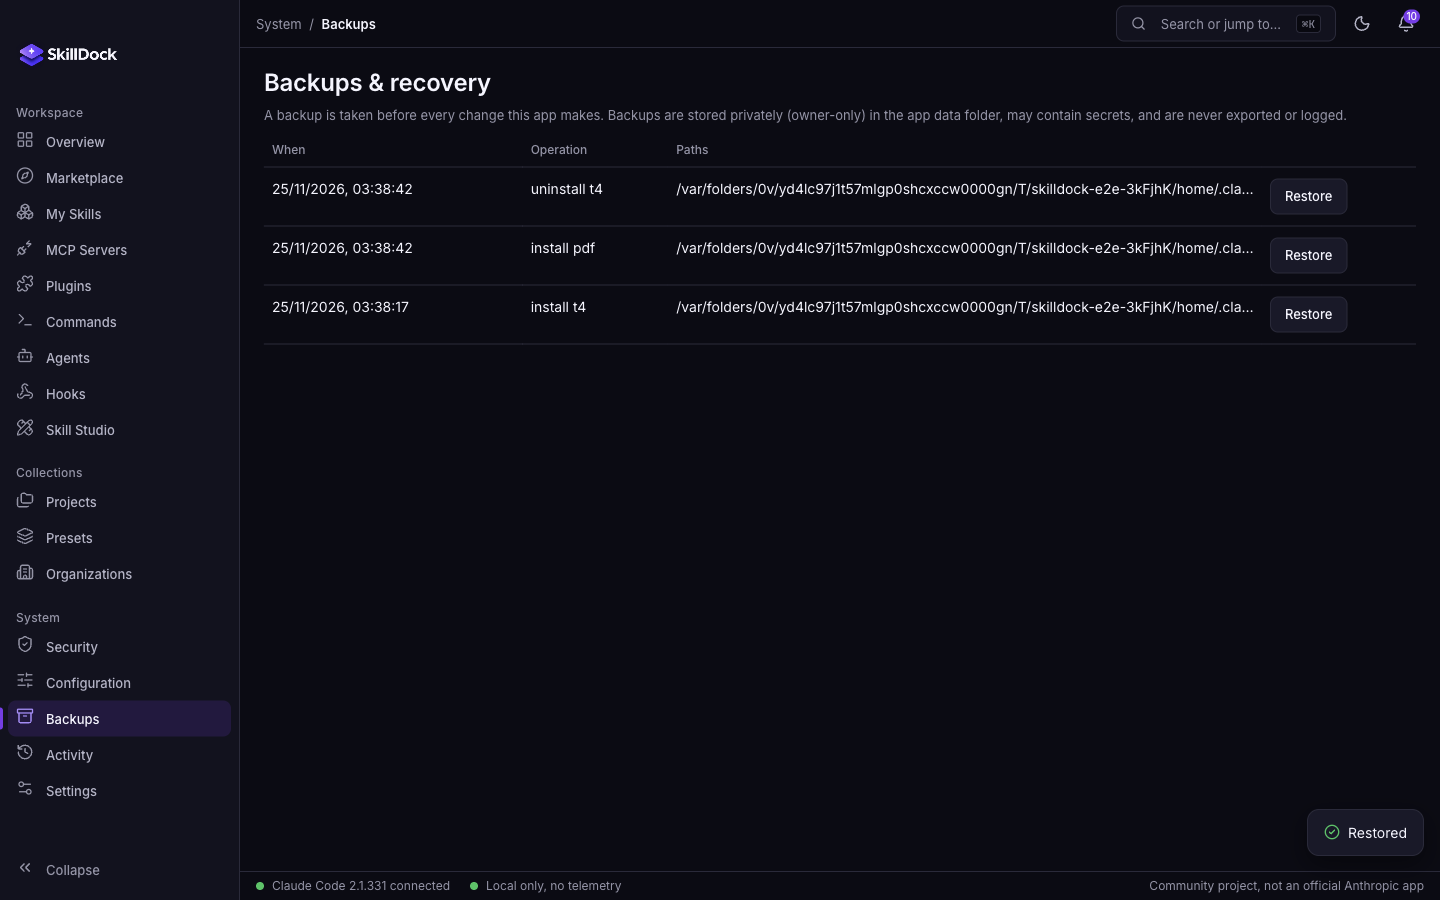 System / Backups
Search or jump to...
⌘K
10
SkillDock
Workspace
Overview
Marketplace
My Skills
MCP Servers
Plugins
Commands
Agents
Hooks
Skill Studio
Collections
Projects
Presets
Organizations
System
Security
Configuration
Backups
Activity
Settings
Collapse
Backups & recovery
A backup is taken before every change this app makes. Backups are stored privately (owner-only) in the app data folder, may contain secrets, and are never exported or logged.
When Operation Paths
25/11/2026, 03:38:42 uninstall t4 /var/folders/0v/yd4lc97j1t57mlgp0shcxccw0000gn/T/skilldock-e2e-3kFjhK/home/.cla... Restore
25/11/2026, 03:38:42 install pdf /var/folders/0v/yd4lc97j1t57mlgp0shcxccw0000gn/T/skilldock-e2e-3kFjhK/home/.cla... Restore
25/11/2026, 03:38:17 install t4 /var/folders/0v/yd4lc97j1t57mlgp0shcxccw0000gn/T/skilldock-e2e-3kFjhK/home/.cla... Restore
Restored
Claude Code 2.1.331 connected
Local only, no telemetry
Community project, not an official Anthropic app